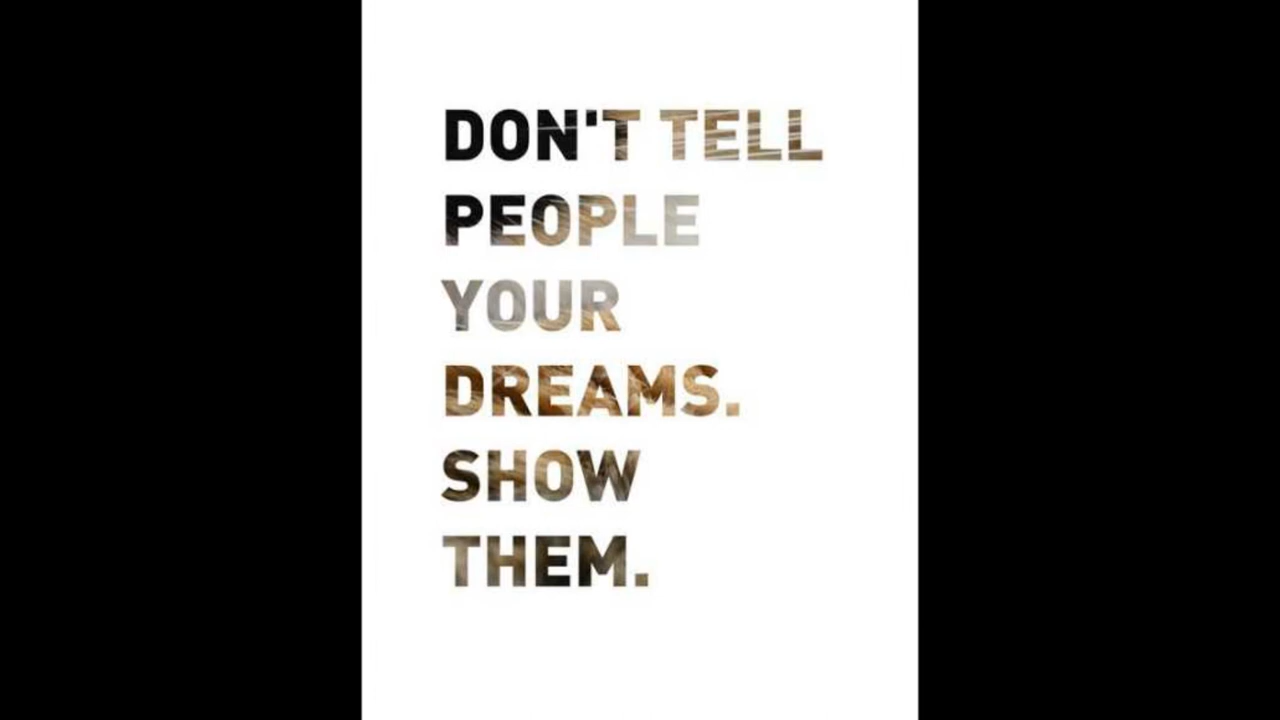 DON'T TELL
PEOPLE
YOUR
DREAMS.
SHOW
THEM.